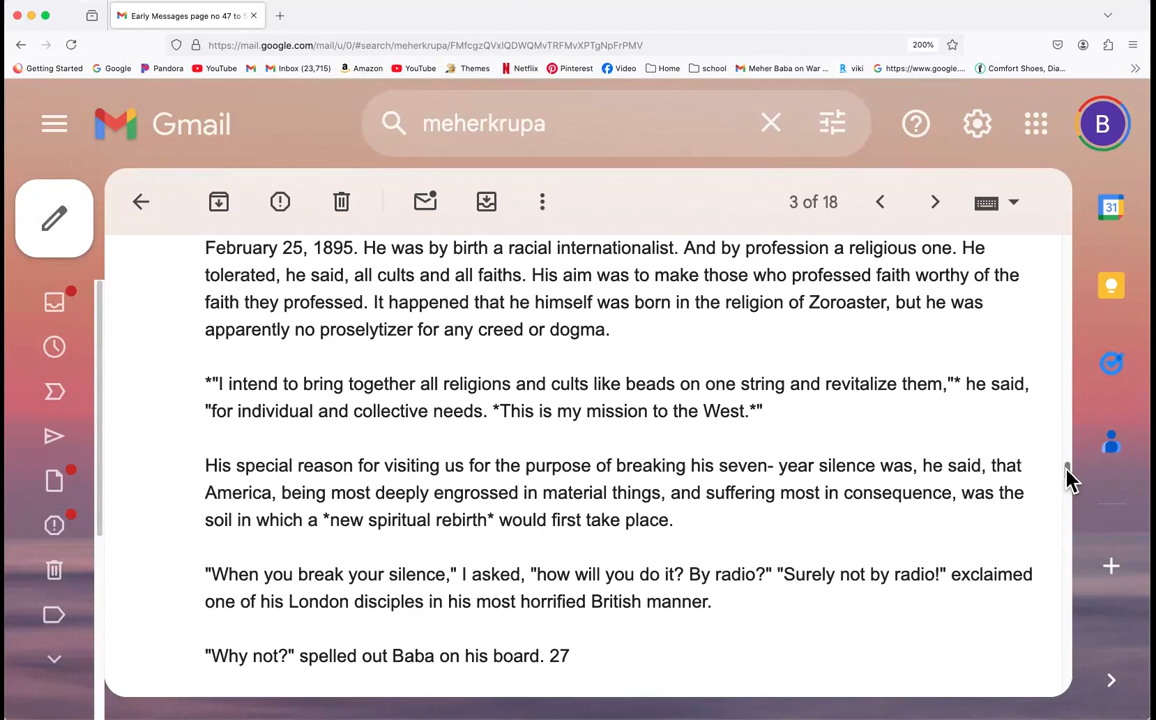 Early Messages page no 47 to 5
https://mail.google.com/mail/u/0/#search/meherkrupa/FMfcgzQVxlQDWQMvTRFMvXPTgNpFrPMV
200%
Getting Started
Google
Pandora
YouTube
Inbox (23,715)
Amazon
YouTube
Themes
Netflix
Pinterest
Video
Home
school
Meher Baba on War ...
viki
https://www.google....
Comfort Shoes, Dia...
Gmail
meherkrupa
B
3 of 18
31
February 25, 1895. He was by birth a racial internationalist. And by profession a religious one. He
tolerated, he said, all cults and all faiths. His aim was to make those who professed faith worthy of the
faith they professed. It happened that he himself was born in the religion of Zoroaster, but he was
apparently no proselytizer for any creed or dogma.
*"I intend to bring together all religions and cults like beads on one string and revitalize them,"* he said,
"for individual and collective needs. *This is my mission to the West.*"
His special reason for visiting us for the purpose of breaking his seven- year silence was, he said, that
America, being most deeply engrossed in material things, and suffering most in consequence, was the
soil in which a *new spiritual rebirth* would first take place.
"When you break your silence," I asked, "how will you do it? By radio?" "Surely not by radio!" exclaimed
one of his London disciples in his most horrified British manner.
"Why not?" spelled out Baba on his board. 27